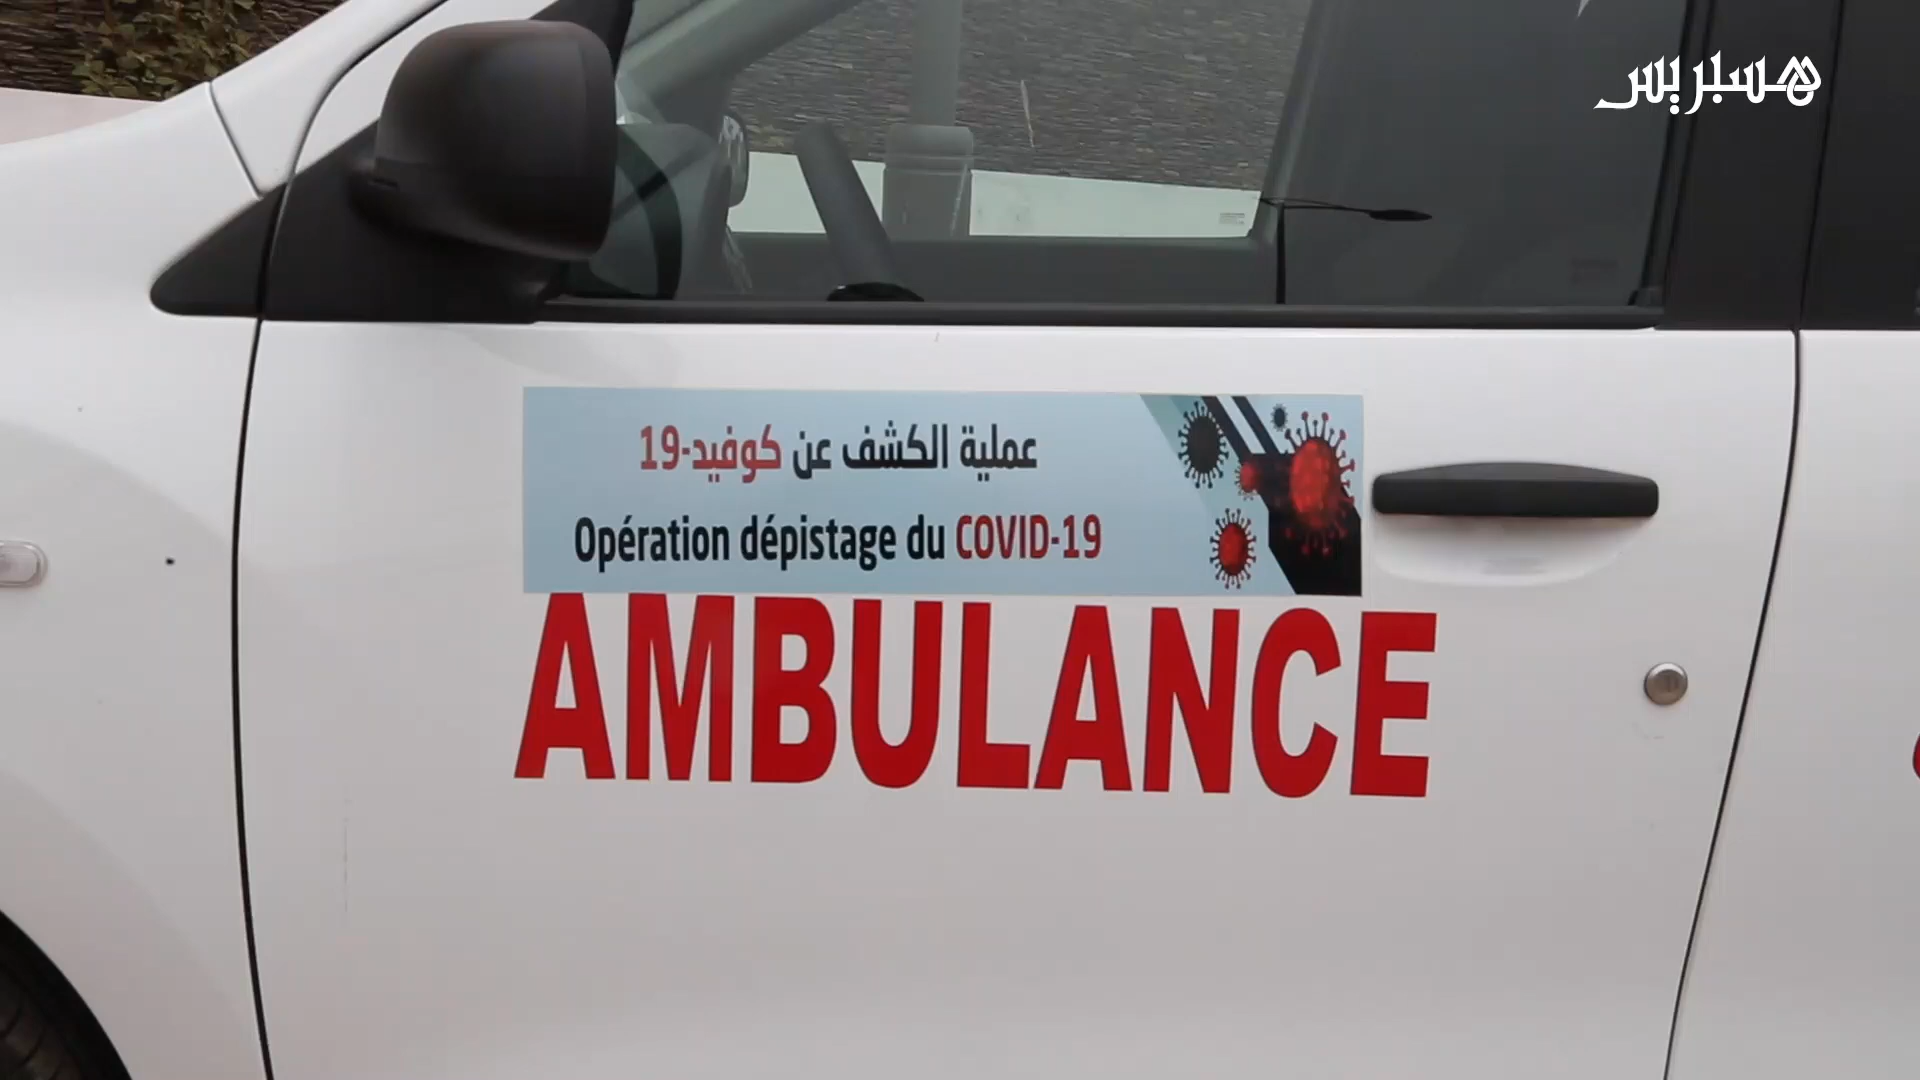 هسبريس
عملية الكشف عن كوفيد-19
Opération dépistage du COVID-19
AMBULANCE